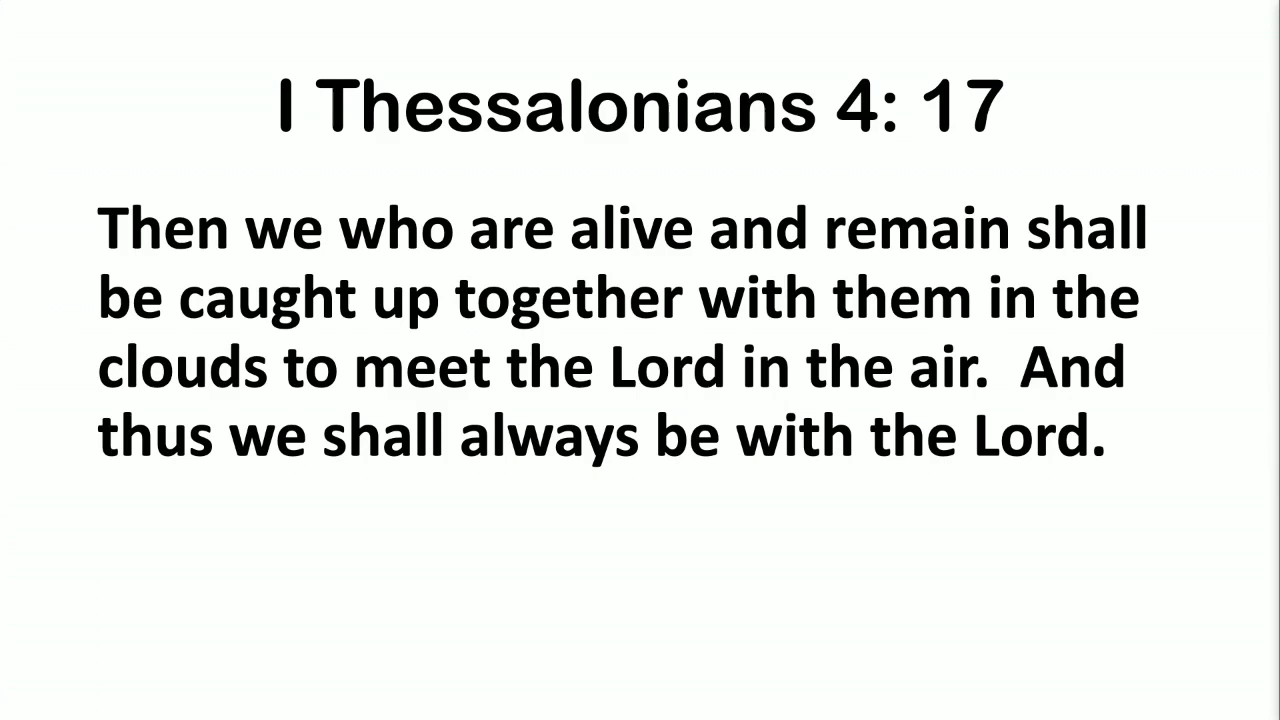 I Thessalonians 4: 17
Then we who are alive and remain shall
be caught up together with them in the
clouds to meet the Lord in the air.  And
thus we shall always be with the Lord.